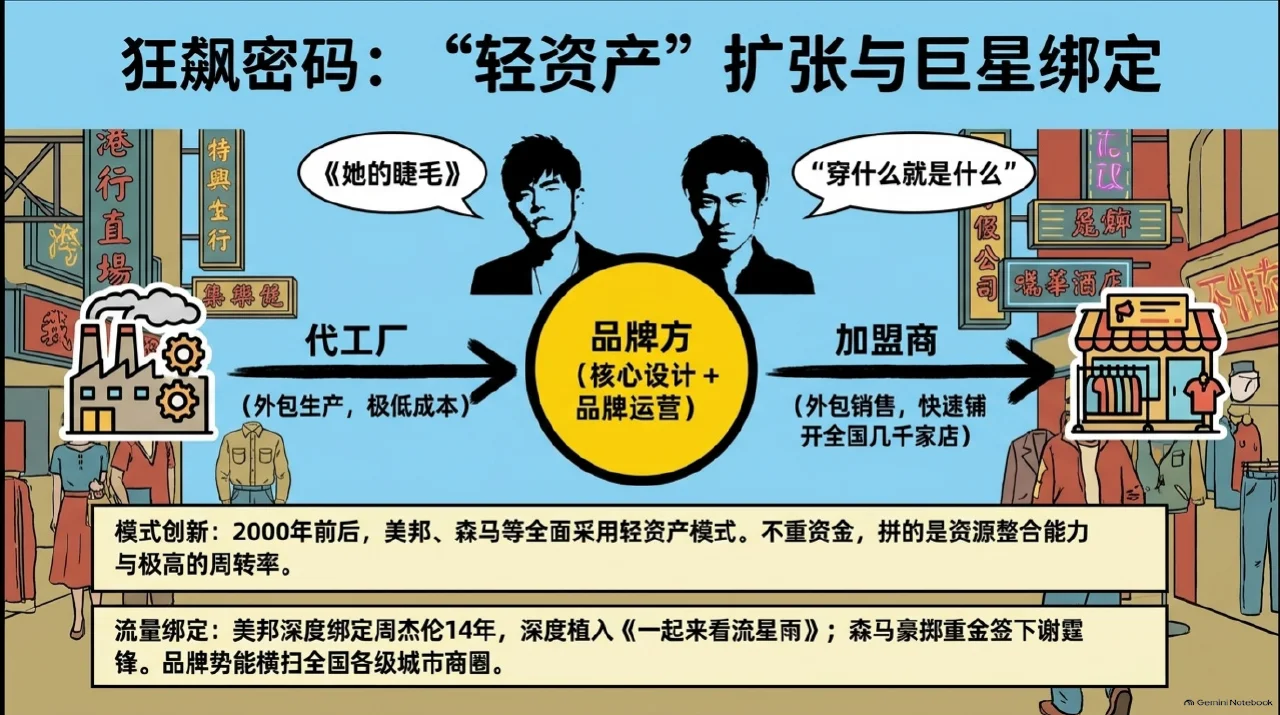 狂飙密码：“轻资产”扩张与巨星绑定
《她的睫毛》
“穿什么就是什么”
港行直場
特興金行
集興
公司
酒店
代工厂
（外包生产，极低成本）
品牌方
（核心设计+
品牌运营）
加盟商
（外包销售，快速铺
开全国几千家店）
模式创新：2000年前后，美邦、森马等全面采用轻资产模式。不重资金，拼的是资源整合能力
与极高的周转率。
流量绑定：美邦深度绑定周杰伦14年，深度植入《一起来看流星雨》；森马豪掷重金签下谢霆
锋。品牌势能横扫全国各级城市商圈。
Gemini Notebook